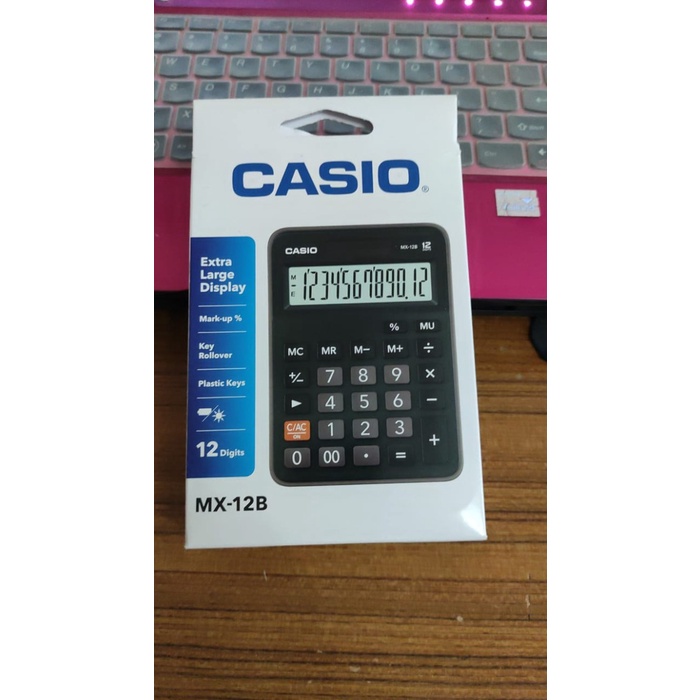 CASIO®
Extra
Large
Display
Mark-up %
Key
Rollover
Plastic Keys
12 Digits
MX-12B
CASIO MX-12B 12
M
E
1234567890.12
% MU
MC MR M− M+ ÷
+/− 7 8 9 ×
▶ 4 5 6 −
C/AC
ON
1 2 3 +
0 00 · =